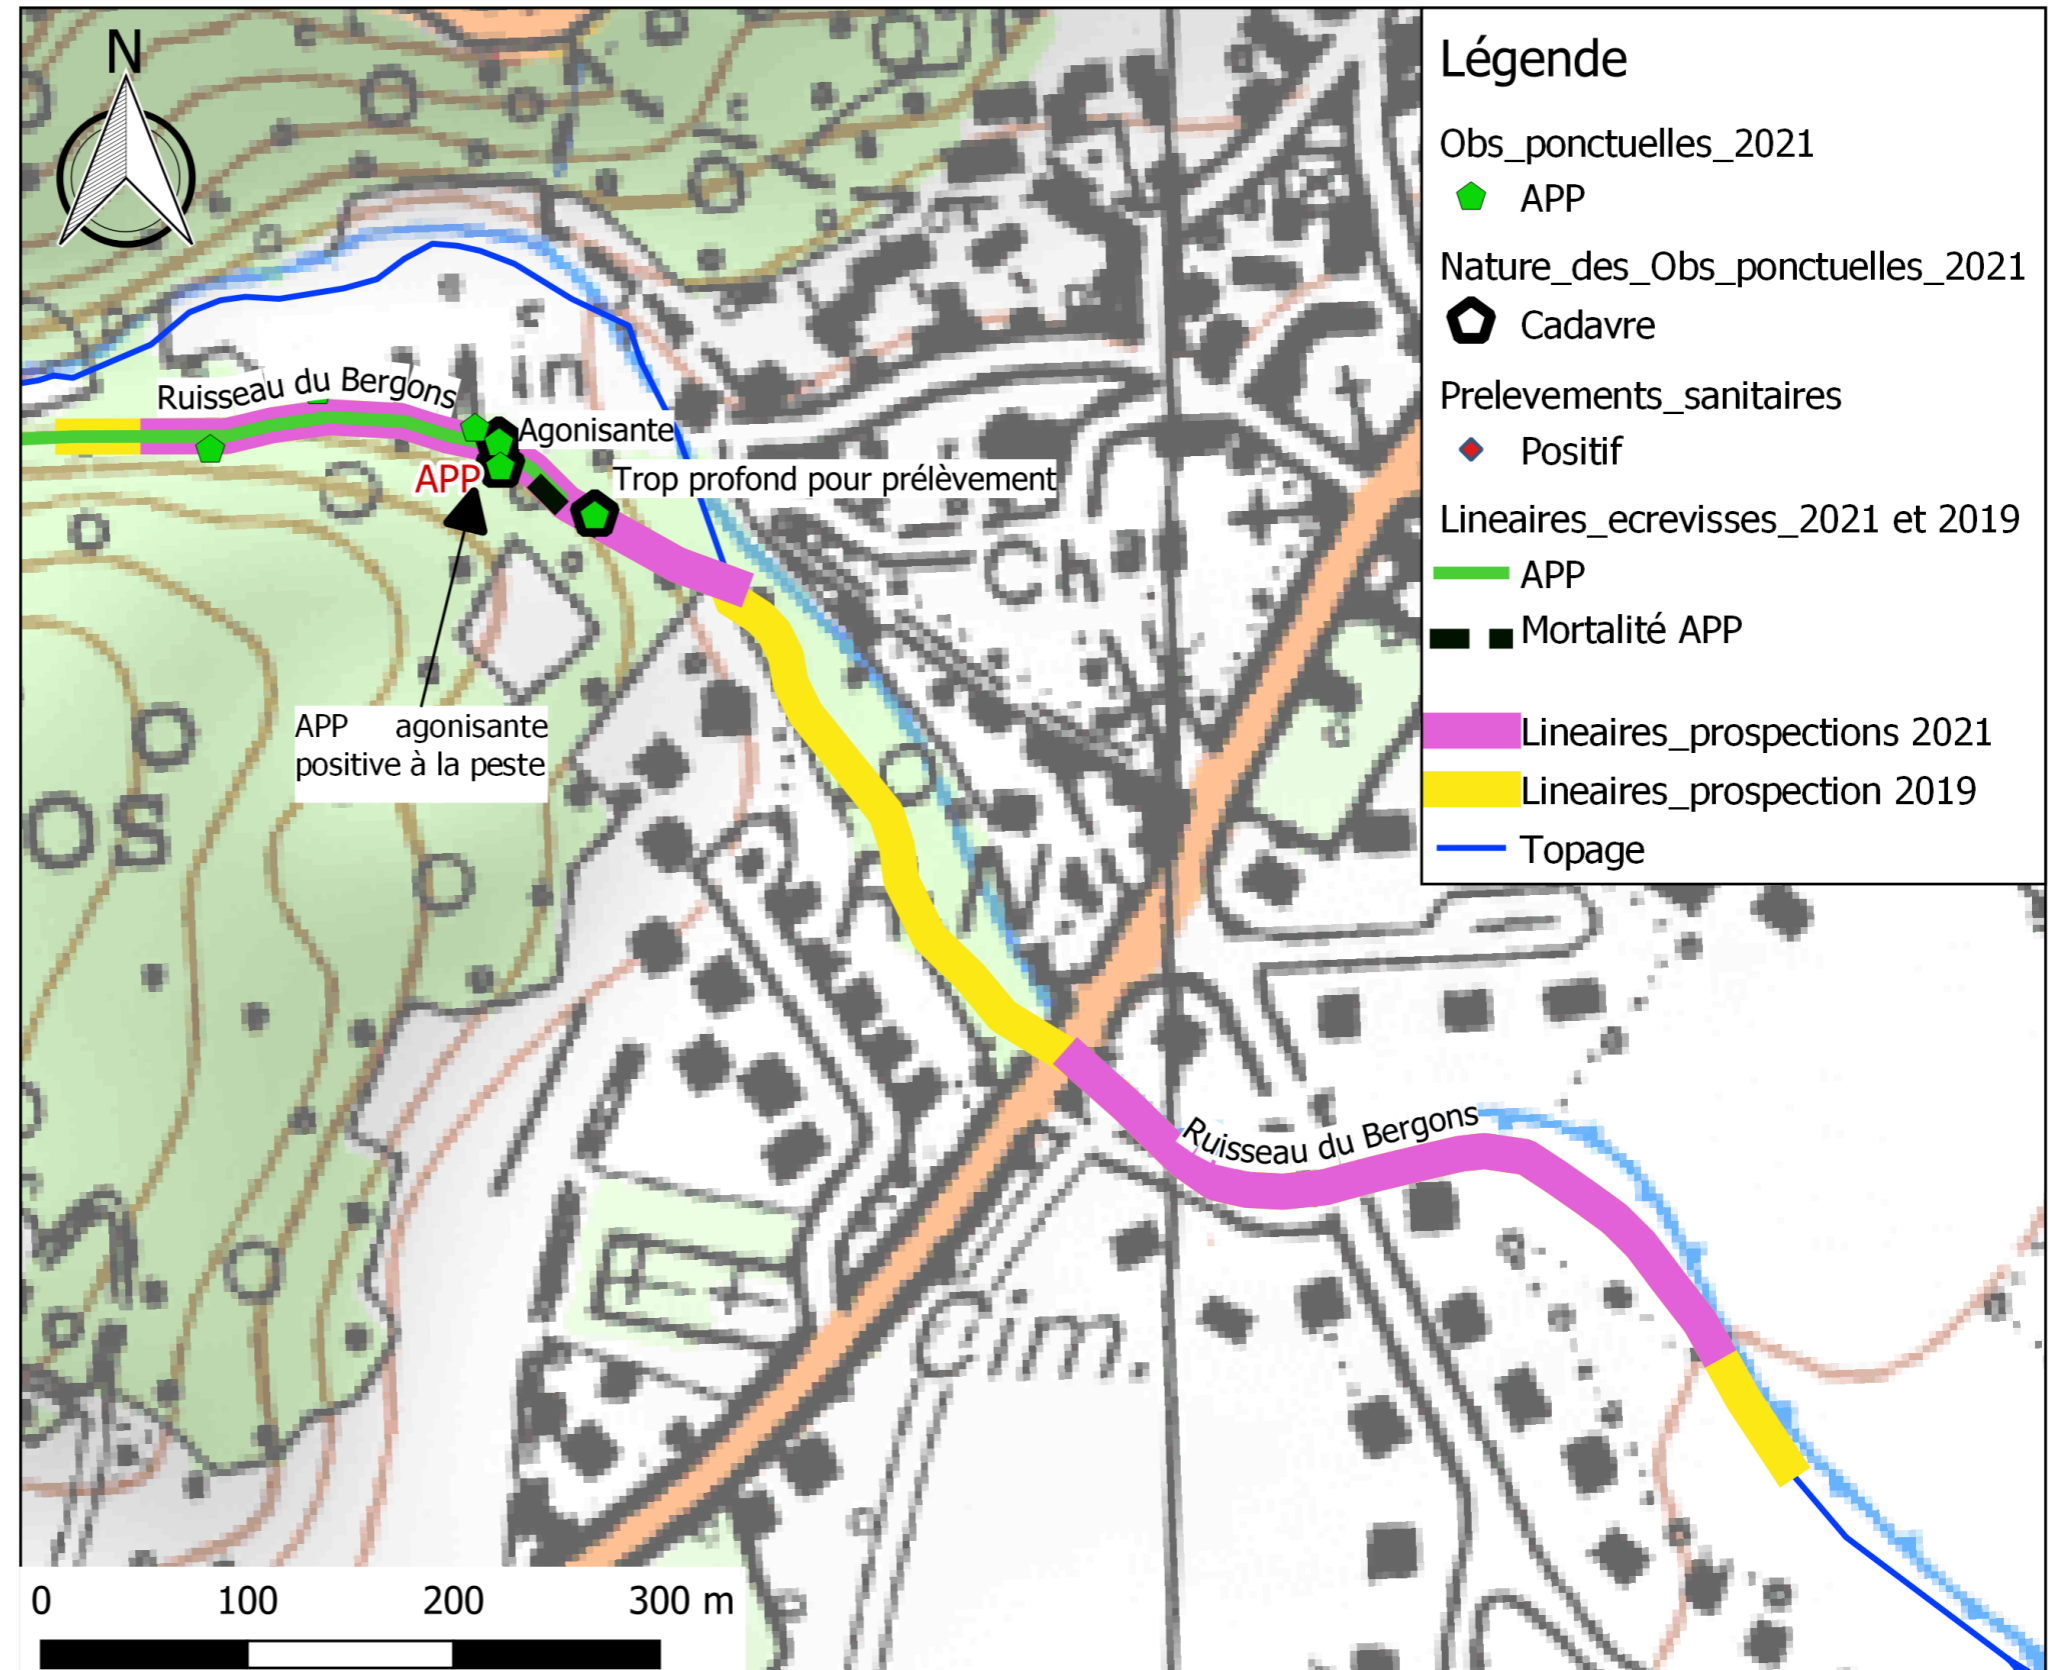 N
Légende
Obs_ponctuelles_2021
APP
Nature_des_Obs_ponctuelles_2021
Cadavre
Prelevements_sanitaires
Positif
Lineaires_ecrevisses_2021 et 2019
APP
Mortalité APP
Lineaires_prospections 2021
Lineaires_prospection 2019
Topage
Ruisseau du Bergons
Agonisante
APP
Trop profond pour prélèvement
in
Ch
APP agonisante
positive à la peste
OS
Ruisseau du Bergons
Cim.
0 100 200 300 m